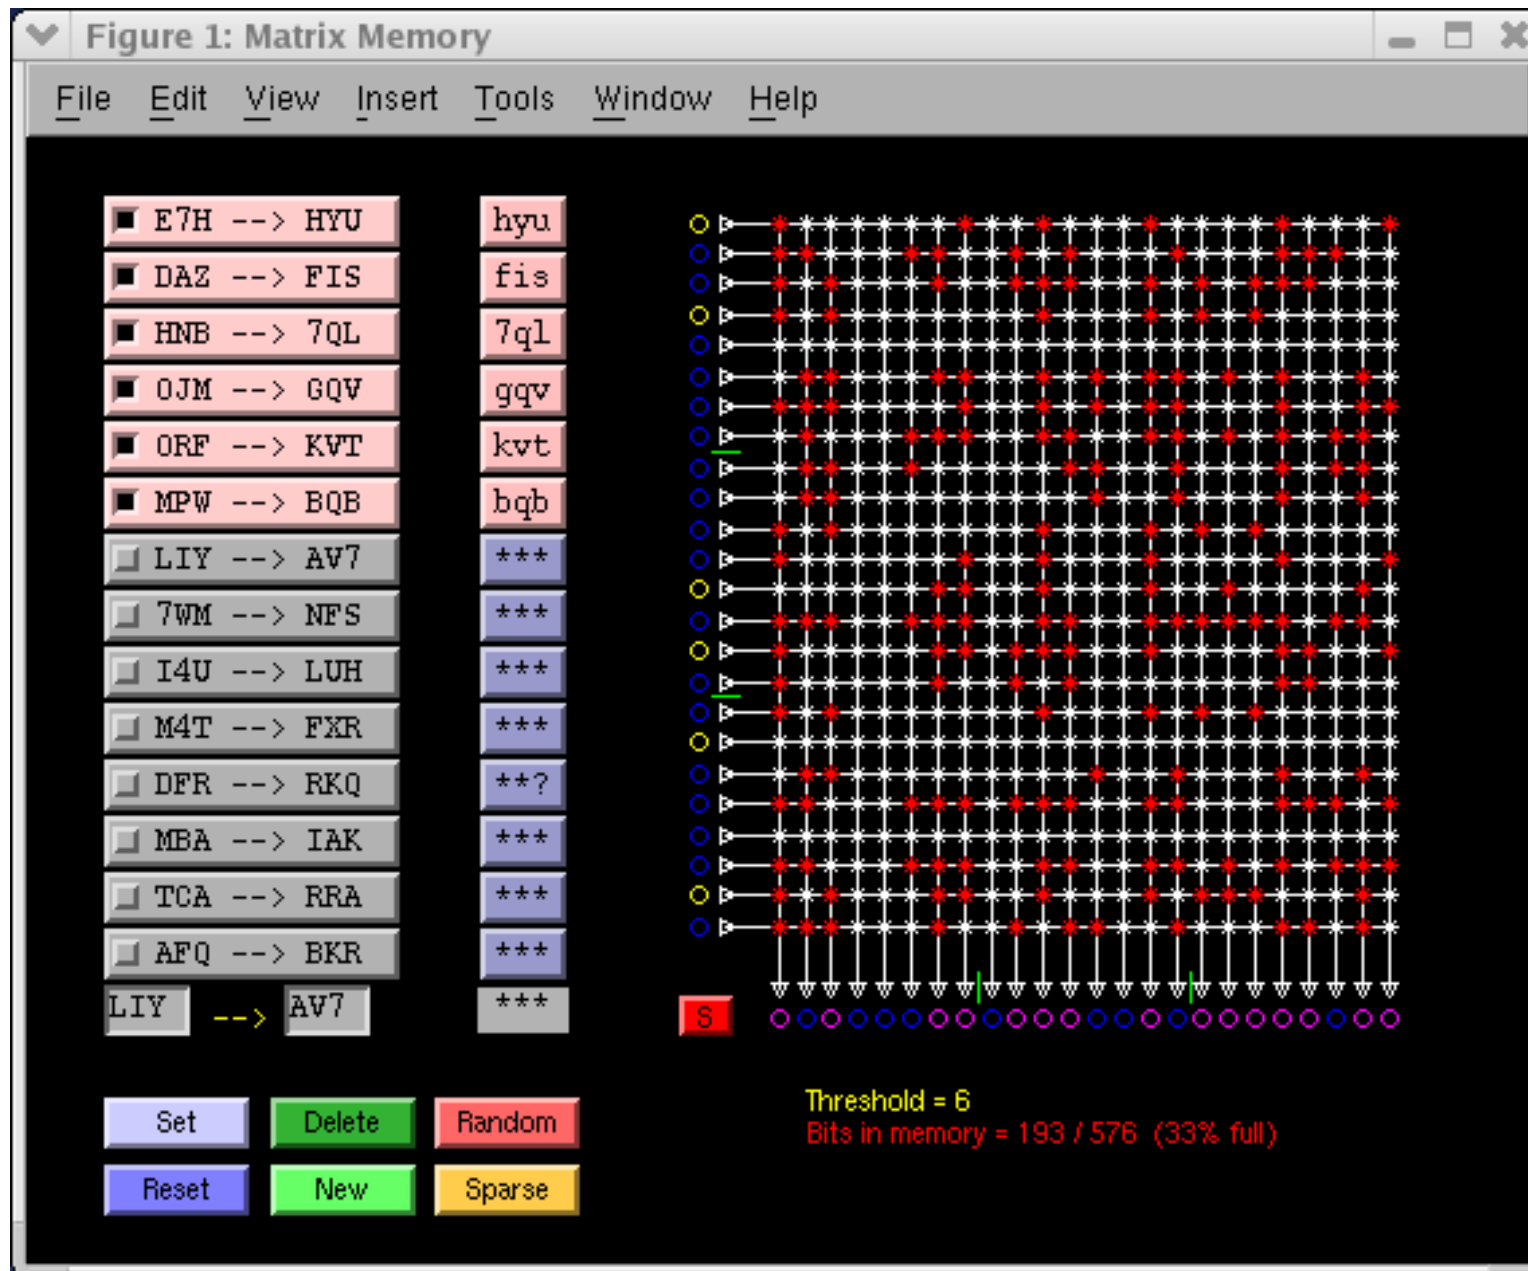 Figure 1: Matrix Memory
File Edit View Insert Tools Window Help
E7H --> HYU hyu
DAZ --> FIS fis
HNB --> 7QL 7ql
OJM --> GQV gqv
ORF --> KVT kvt
MPW --> BQB bqb
LIY --> AV7 ***
7WM --> NFS ***
I4U --> LUH ***
M4T --> FXR ***
DFR --> RKQ **?
MBA --> IAK ***
TCA --> RRA ***
AFQ --> BKR ***
LIY --> AV7 *** S
Set Delete Random
Reset New Sparse
Threshold = 6
Bits in memory = 193 / 576 (33% full)